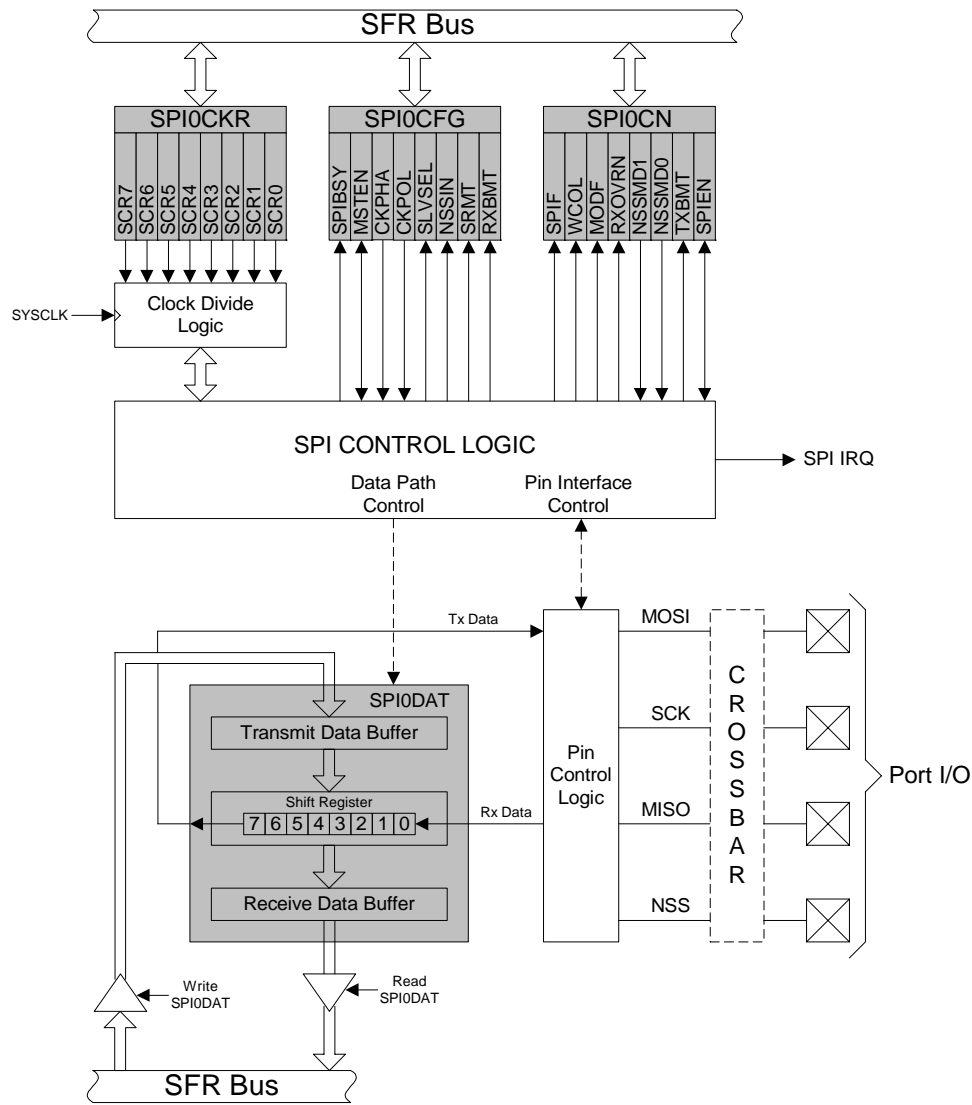 SFR Bus
SPI0CKR
SPI0CFG
SPI0CN
SCR7
SCR6
SCR5
SCR4
SCR3
SCR2
SCR1
SCR0
SPIBSY
MSTEN
CKPHA
CKPOL
SLVSEL
NSSIN
SRMT
RXBMT
SPIF
WCOL
MODF
RXOVRN
NSSMD1
NSSMD0
TXBMT
SPIEN
SYSCLK
Clock Divide
Logic
SPI CONTROL LOGIC
SPI IRQ
Data Path
Control
Pin Interface
Control
Tx Data
MOSI
SPI0DAT
Transmit Data Buffer
SCK
Shift Register
7 6 5 4 3 2 1 0
Rx Data
Pin
Control
Logic
MISO
CROSSBAR
Port I/O
Receive Data Buffer
NSS
Write
SPI0DAT
Read
SPI0DAT
SFR Bus